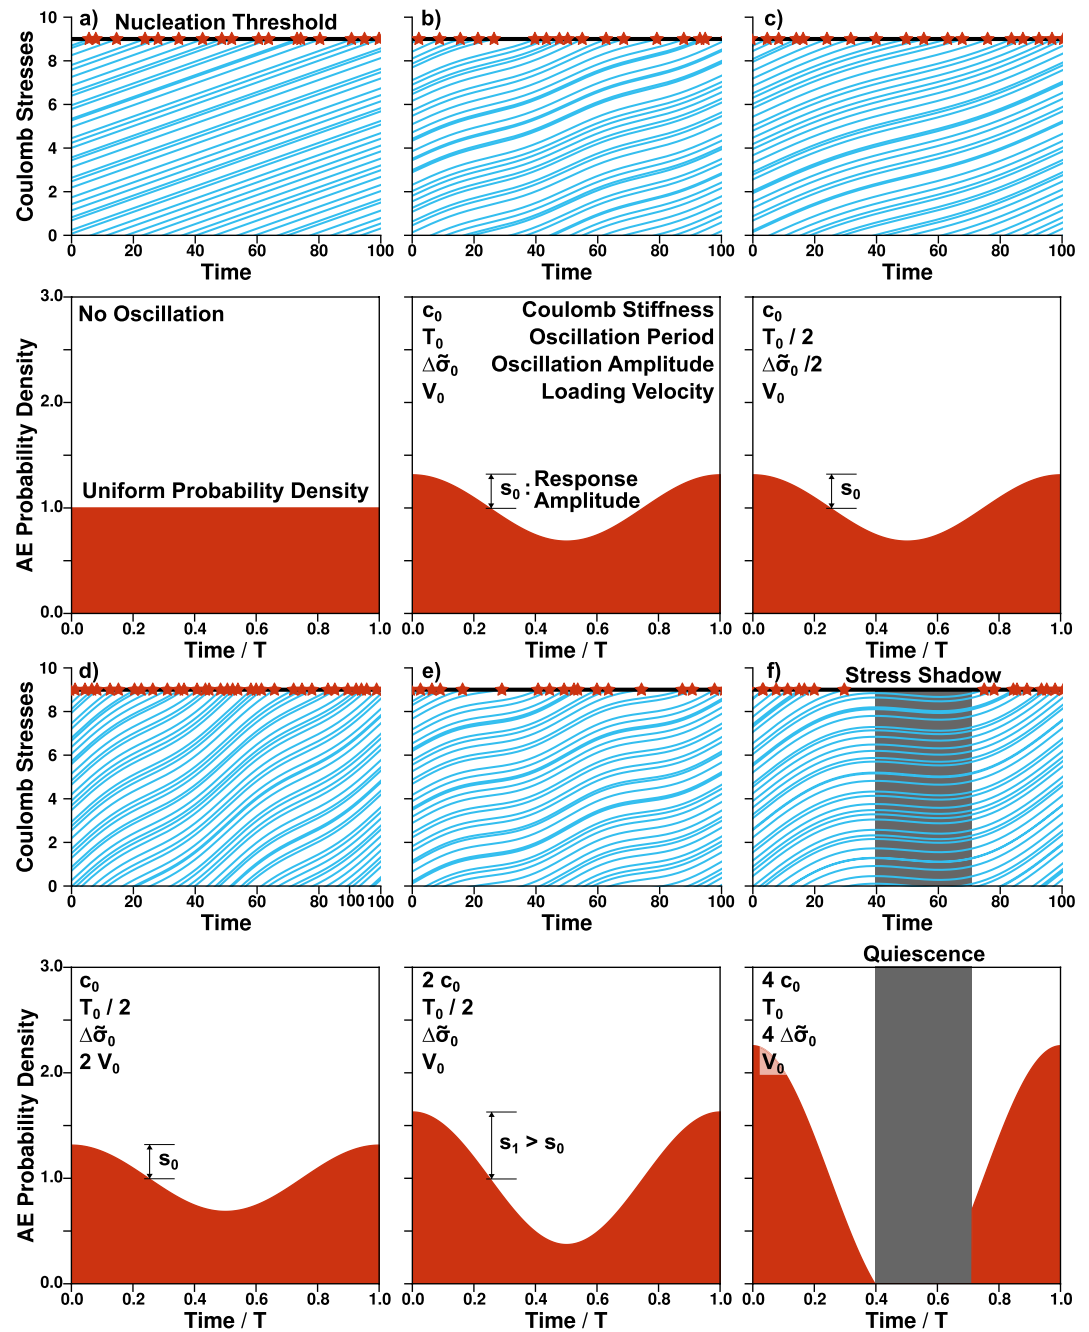 a) Nucleation Threshold
b)
c)
Coulomb Stresses
10
8
6
4
2
0
0 20 40 60 80 100
Time
0 20 40 60 80 100
Time
0 20 40 60 80 100
Time
AE Probability Density
3.0
2.0
1.0
0.0
No Oscillation
Uniform Probability Density
0.0 0.2 0.4 0.6 0.8 1.0
Time / T
c₀ Coulomb Stiffness
T₀ Oscillation Period
Δσ̃₀ Oscillation Amplitude
V₀ Loading Velocity
s₀ : Response
Amplitude
0.0 0.2 0.4 0.6 0.8 1.0
Time / T
c₀
T₀ / 2
Δσ̃₀ /2
V₀
s₀
0.0 0.2 0.4 0.6 0.8 1.0
Time / T
d)
e)
f)
Stress Shadow
Coulomb Stresses
10
8
6
4
2
0
0 20 40 60 80 100 100
Time
0 20 40 60 80 100
Time
0 20 40 60 80 100
Time
AE Probability Density
3.0
2.0
1.0
0.0
c₀
T₀ / 2
Δσ̃₀
2 V₀
s₀
0.0 0.2 0.4 0.6 0.8 1.0
Time / T
2 c₀
T₀ / 2
Δσ̃₀
V₀
s₁ > s₀
0.0 0.2 0.4 0.6 0.8 1.0
Time / T
Quiescence
4 c₀
T₀
4 Δσ̃₀
V₀
0.0 0.2 0.4 0.6 0.8 1.0
Time / T